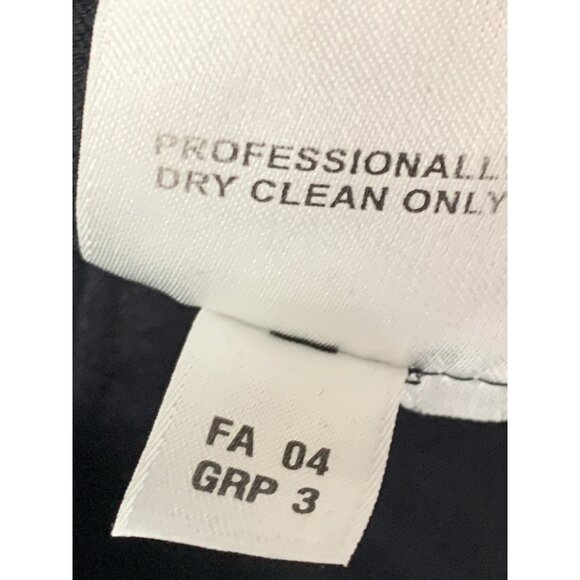 PROFESSIONALL
DRY CLEAN ONLY
FA 04
GRP 3